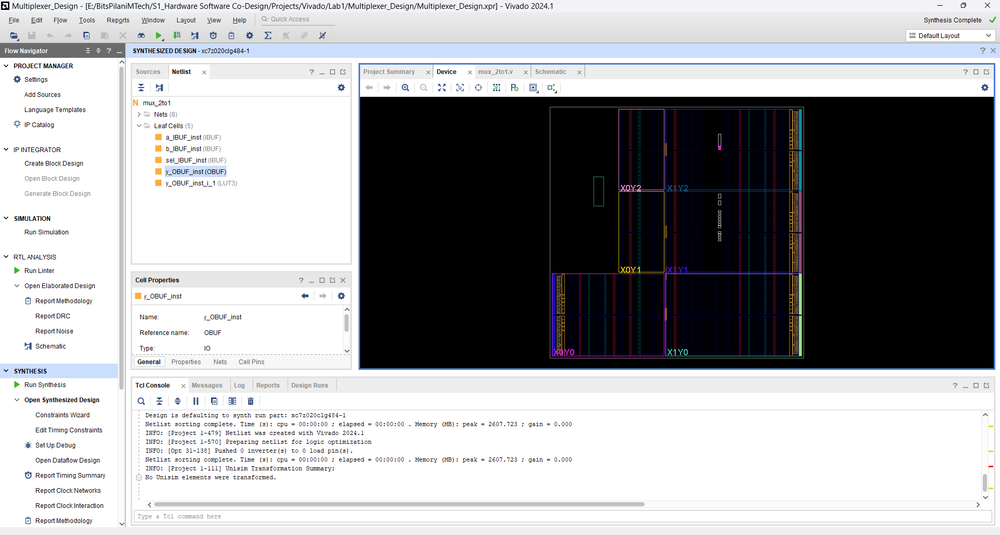 Multiplexer_Design - [E:/BitsPilaniMTech/S1_Hardware Software Co-Design/Projects/Vivado/Lab1/Multiplexer_Design/Multiplexer_Design.xpr] - Vivado 2024.1
File Edit Flow Tools Reports Window Layout View Help Quick Access
Synthesis Complete
Default Layout
Flow Navigator
SYNTHESIZED DESIGN - xc7z020clg484-1
PROJECT MANAGER
Settings
Add Sources
Language Templates
IP Catalog
IP INTEGRATOR
Create Block Design
Open Block Design
Generate Block Design
SIMULATION
Run Simulation
RTL ANALYSIS
Run Linter
Open Elaborated Design
Report Methodology
Report DRC
Report Noise
Schematic
SYNTHESIS
Run Synthesis
Open Synthesized Design
Constraints Wizard
Edit Timing Constraints
Set Up Debug
Open Dataflow Design
Report Timing Summary
Report Clock Networks
Report Clock Interaction
Report Methodology
Sources Netlist
N mux_2to1
Nets (8)
Leaf Cells (5)
a_IBUF_inst (IBUF)
b_IBUF_inst (IBUF)
sel_IBUF_inst (IBUF)
y_OBUF_inst (OBUF)
y_OBUF_inst_i_1 (LUT3)
Cell Properties
y_OBUF_inst
Name: y_OBUF_inst
Reference name: OBUF
Type: IO
General Properties Nets Cell Pins
Project Summary Device mux_2to1.v Schematic
X0Y2 X1Y2
X0Y1 X1Y1
X0Y0 X1Y0
Tcl Console Messages Log Reports Design Runs
Design is defaulting to synth run part: xc7z020clg484-1
Netlist sorting complete. Time (s): cpu = 00:00:00 ; elapsed = 00:00:00 . Memory (MB): peak = 2607.723 ; gain = 0.000
INFO: [Project 1-479] Netlist was created with Vivado 2024.1
INFO: [Project 1-570] Preparing netlist for logic optimization
INFO: [Opt 31-138] Pushed 0 inverter(s) to 0 load pin(s).
Netlist sorting complete. Time (s): cpu = 00:00:00 ; elapsed = 00:00:00 . Memory (MB): peak = 2607.723 ; gain = 0.000
INFO: [Project 1-111] Unisim Transformation Summary:
No Unisim elements were transformed.
Type a Tcl command here